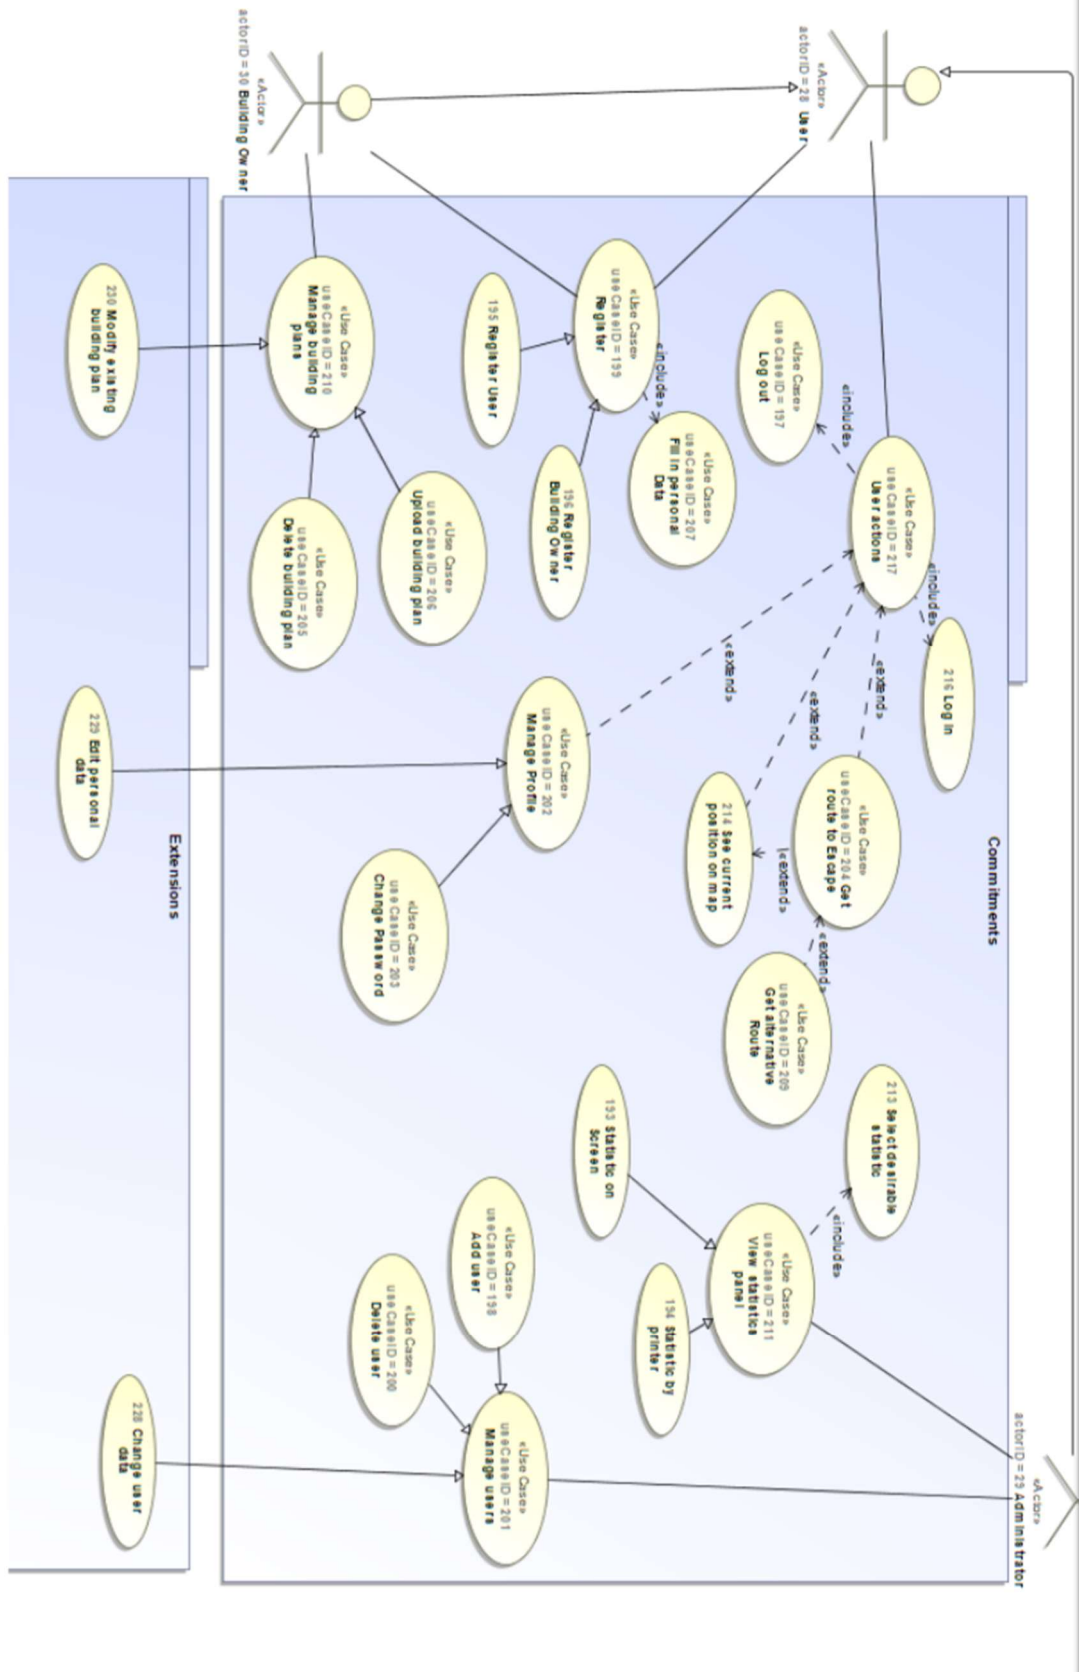 «Actor»
actorID = 28 User
«Actor»
actorID = 30 Building Owner
«Actor»
actorID = 29 Administrator
Commitments
216 Log in
«include»
«Use Case»
useCaseID = 217
User actions
«include»
«Use Case»
useCaseID = 197
Log out
«extend»
«extend»
«extend»
«Use Case»
useCaseID = 204 Get
route to Escape
«extend»
214 See current
position on map
«extend»
«Use Case»
useCaseID = 209
Get alternative
Route
213 Select desirable
statistic
«include»
«Use Case»
useCaseID = 211
View statistics
panel
193 Statistic on
Screen
194 Statistic by
printer
«Use Case»
useCaseID = 199
Register
«include»
«Use Case»
useCaseID = 207
Fill in personal
Data
195 Register User
196 Register
Building Owner
«Use Case»
useCaseID = 202
Manage Profile
«Use Case»
useCaseID = 203
Change Password
«Use Case»
useCaseID = 198
Add user
«Use Case»
useCaseID = 200
Delete user
«Use Case»
useCaseID = 201
Manage users
«Use Case»
useCaseID = 210
Manage building
plans
«Use Case»
useCaseID = 206
Upload building plan
«Use Case»
useCaseID = 205
Delete building plan
Extensions
230 Modify existing
building plan
229 Edit personal
data
228 Change user
data